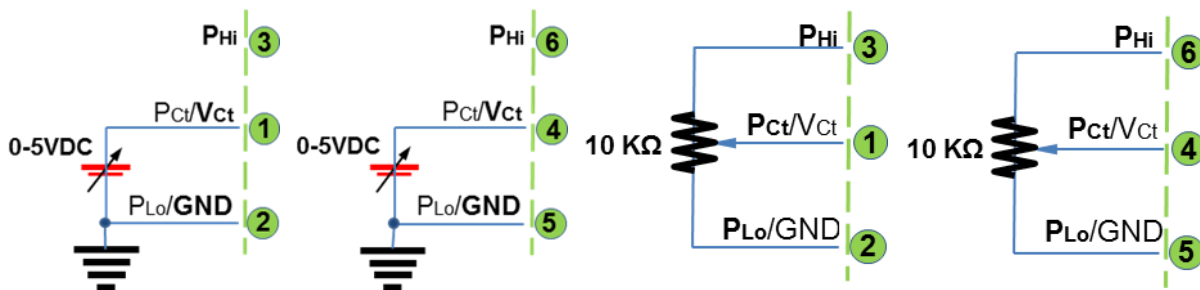 PHi 3
PCt/VCt 1
0-5VDC
PLo/GND 2
PHi 6
PCt/VCt 4
0-5VDC
PLo/GND 5
PHi 3
PCt/VCt 1
10 KΩ
PLo/GND 2
PHi 6
PCt/VCt 4
10 KΩ
PLo/GND 5